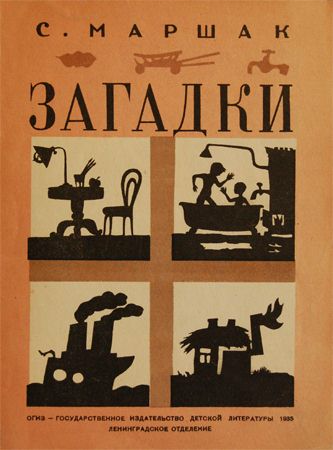 С. МАРШАК
ЗАГАДКИ
ОГИЗ — ГОСУДАРСТВЕННОЕ ИЗДАТЕЛЬСТВО ДЕТСКОЙ ЛИТЕРАТУРЫ 1935
ЛЕНИНГРАДСКОЕ ОТДЕЛЕНИЕ